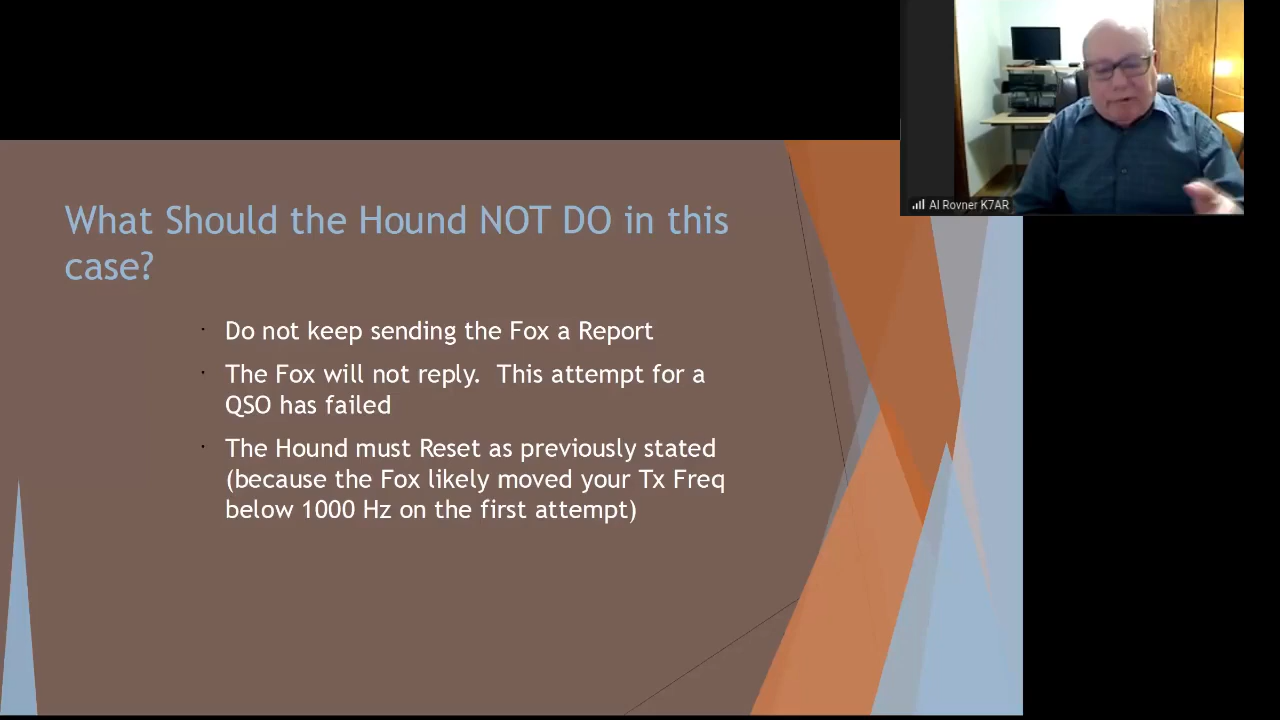 Al Rovner K7AR
What Should the Hound NOT DO in this
case?
Do not keep sending the Fox a Report
The Fox will not reply.  This attempt for a
QSO has failed
The Hound must Reset as previously stated
(because the Fox likely moved your Tx Freq
below 1000 Hz on the first attempt)